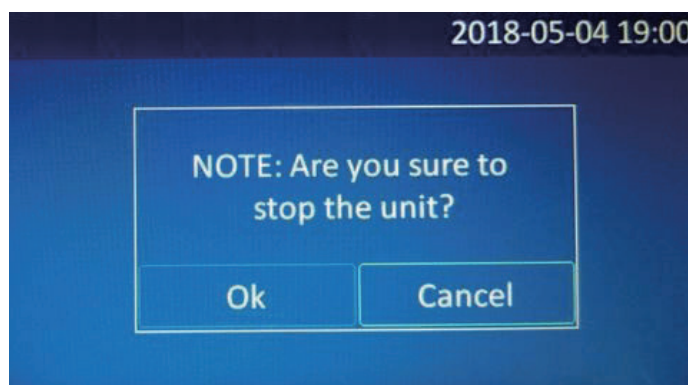 2018-05-04 19:00
NOTE: Are you sure to
stop the unit?
Ok
Cancel